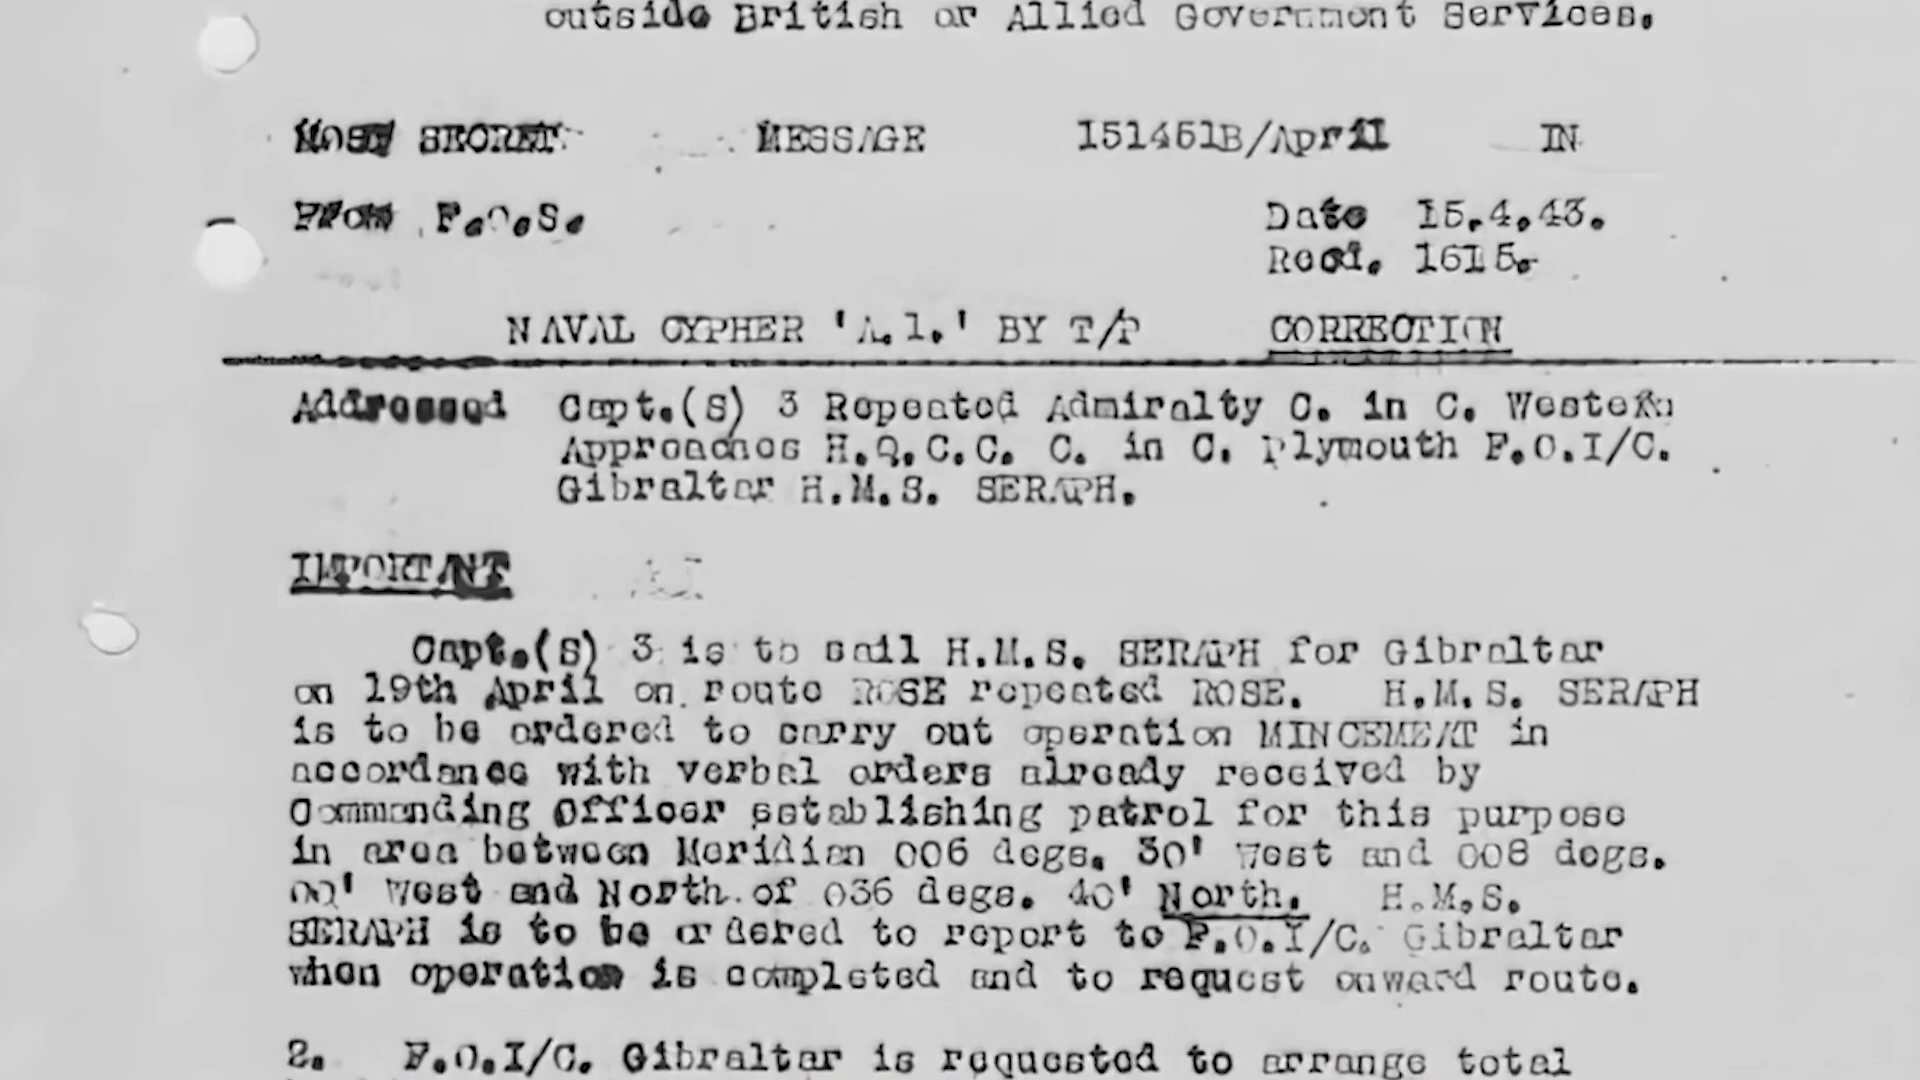 outside British or Allied Government Services.
MOST SECRET MESSAGE 151451B/April IN
From F.O.S. Date 15.4.43.
Recd. 1615.
NAVAL CYPHER 'A.1.' BY T/P CORRECTION
Addressed Capt.(S) 3 Repeated Admiralty C. in C. Western
Approaches H.Q.C.C. C. in C. Plymouth F.O.I/C.
Gibraltar H.M.S. SERAPH.
IMPORTANT
Capt.(S) 3 is to sail H.M.S. SERAPH for Gibraltar
on 19th April on route ROSE repeated ROSE. H.M.S. SERAPH
is to be ordered to carry out operation MINCEMEAT in
accordance with verbal orders already received by
Commanding Officer establishing patrol for this purpose
in area between Meridian 006 degs. 30' West and 008 degs.
00' West and North of 036 degs. 40' North. H.M.S.
SERAPH is to be ordered to report to F.O.I/C. Gibraltar
when operation is completed and to request onward route.
2. F.O.I/C. Gibraltar is requested to arrange total